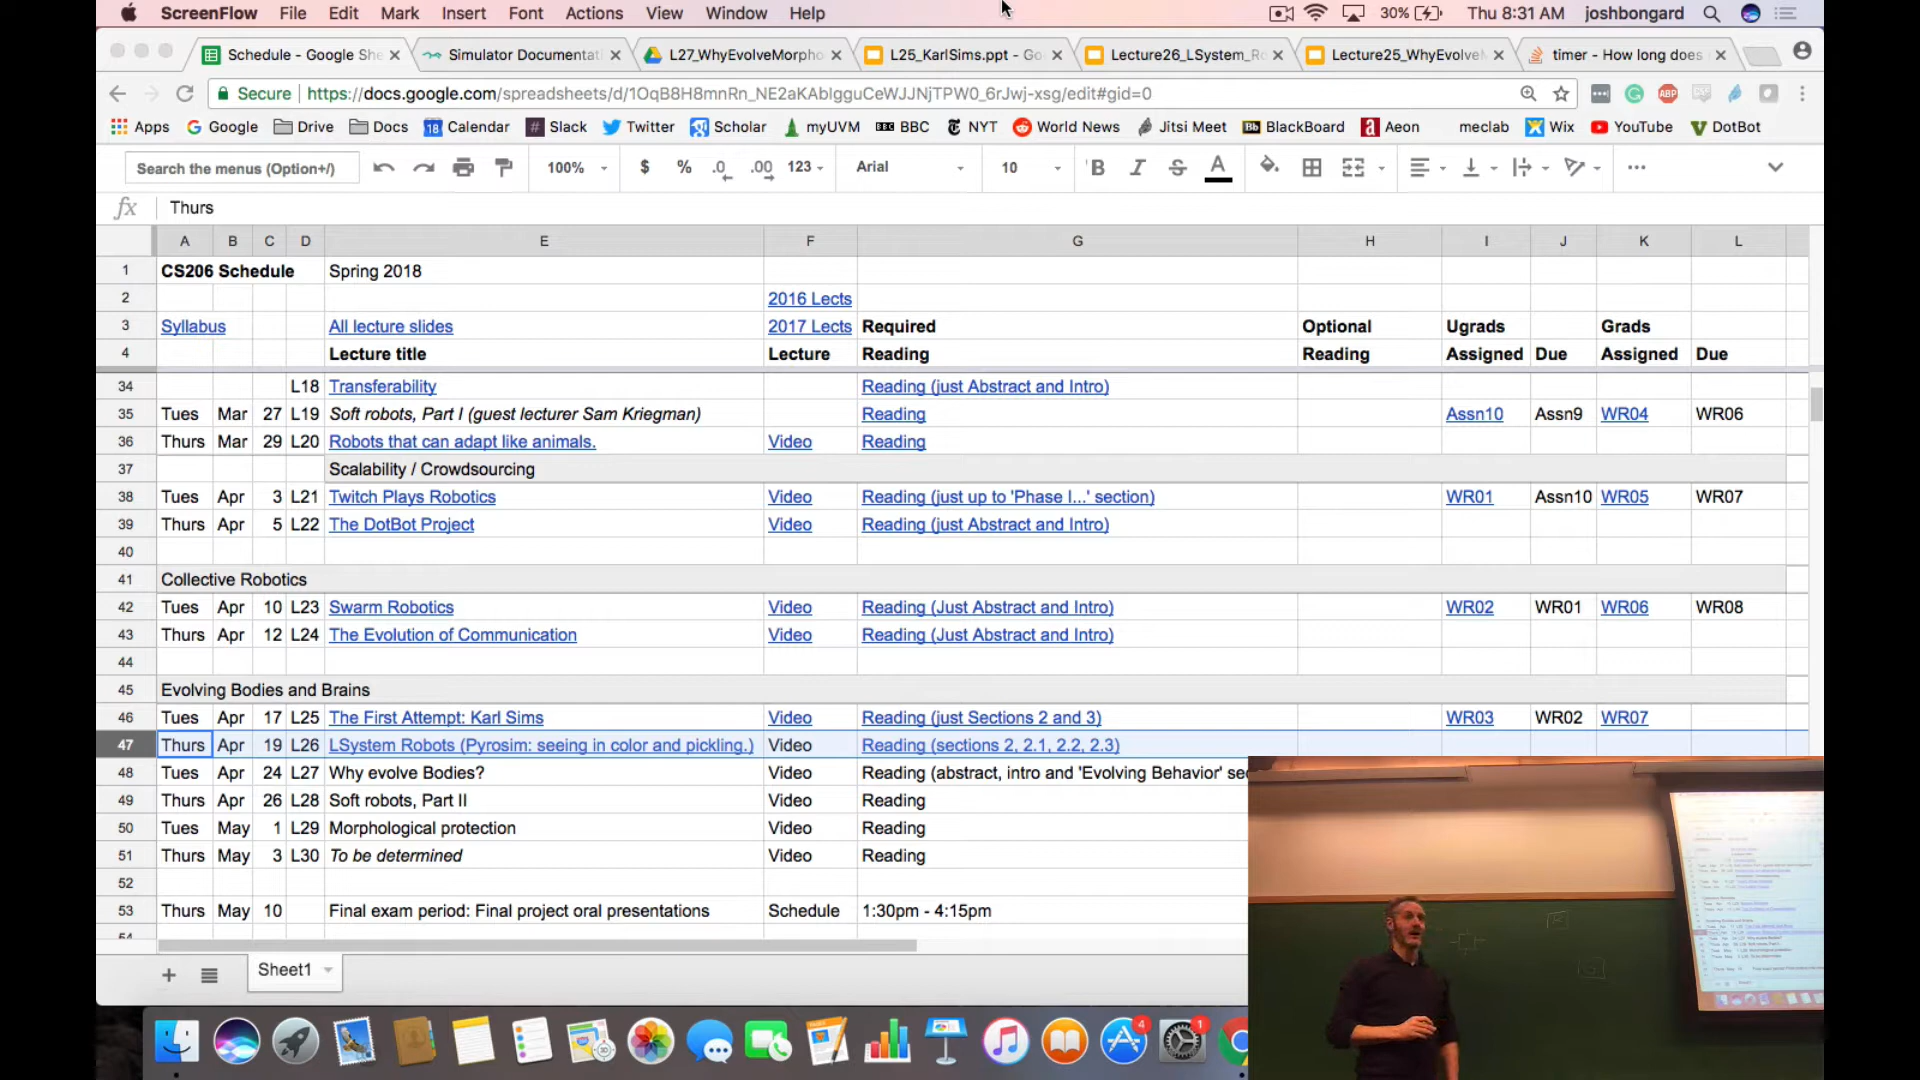 ScreenFlow File Edit Mark Insert Font Actions View Window Help 30% Thu 8:31 AM joshbongard
Schedule - Google She Simulator Documentati L27_WhyEvolveMorpho L25_KarlSims.ppt - Go Lecture26_LSystem_Ro Lecture25_WhyEvolveM timer - How long does
Secure https://docs.google.com/spreadsheets/d/1OqB8H8mnRn_NE2aKAblgguCeWJJNjTPW0_6rJwj-xsg/edit#gid=0
Apps Google Drive Docs 18 Calendar Slack Twitter Scholar myUVM BBC BBC NYT World News Jitsi Meet Bb BlackBoard a Aeon meclab Wix YouTube DotBot
Search the menus (Option+/) 100% $ % .0 .00 123 Arial 10 B I S A
fx Thurs
A B C D E F G H I J K L
1 CS206 Schedule Spring 2018
2 2016 Lects
3 Syllabus All lecture slides 2017 Lects Required Optional Ugrads Grads
4 Lecture title Lecture Reading Reading Assigned Due Assigned Due
34 L18 Transferability Reading (just Abstract and Intro)
35 Tues Mar 27 L19 Soft robots, Part I (guest lecturer Sam Kriegman) Reading Assn10 Assn9 WR04 WR06
36 Thurs Mar 29 L20 Robots that can adapt like animals. Video Reading
37 Scalability / Crowdsourcing
38 Tues Apr 3 L21 Twitch Plays Robotics Video Reading (just up to 'Phase I...' section) WR01 Assn10 WR05 WR07
39 Thurs Apr 5 L22 The DotBot Project Video Reading (just Abstract and Intro)
40
41 Collective Robotics
42 Tues Apr 10 L23 Swarm Robotics Video Reading (Just Abstract and Intro) WR02 WR01 WR06 WR08
43 Thurs Apr 12 L24 The Evolution of Communication Video Reading (Just Abstract and Intro)
44
45 Evolving Bodies and Brains
46 Tues Apr 17 L25 The First Attempt: Karl Sims Video Reading (just Sections 2 and 3) WR03 WR02 WR07
47 Thurs Apr 19 L26 LSystem Robots (Pyrosim: seeing in color and pickling.) Video Reading (sections 2, 2.1, 2.2, 2.3)
48 Tues Apr 24 L27 Why evolve Bodies? Video Reading (abstract, intro and 'Evolving Behavior' sec
49 Thurs Apr 26 L28 Soft robots, Part II Video Reading
50 Tues May 1 L29 Morphological protection Video Reading
51 Thurs May 3 L30 To be determined Video Reading
52
53 Thurs May 10 Final exam period: Final project oral presentations Schedule 1:30pm - 4:15pm
54
Sheet1
4 1